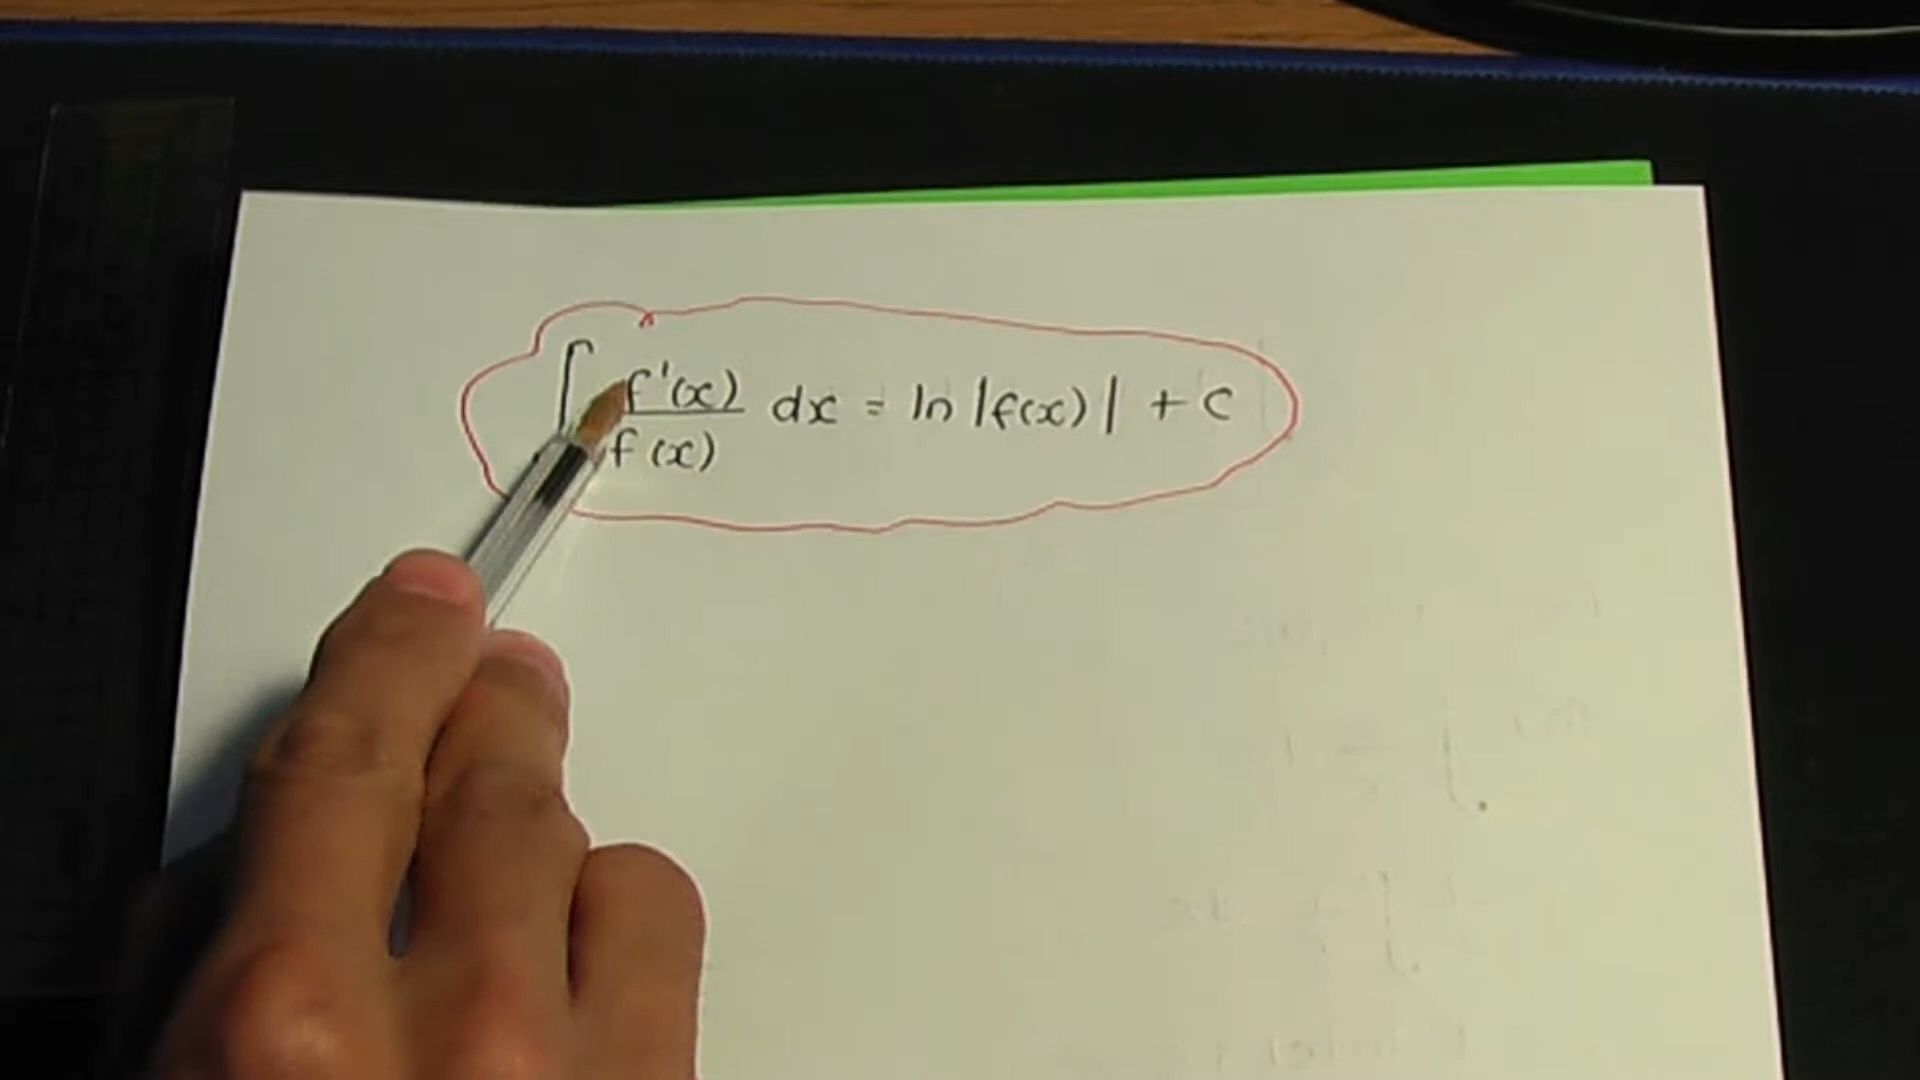 ∫ f'(x)/f(x) dx = ln |f(x)| + c